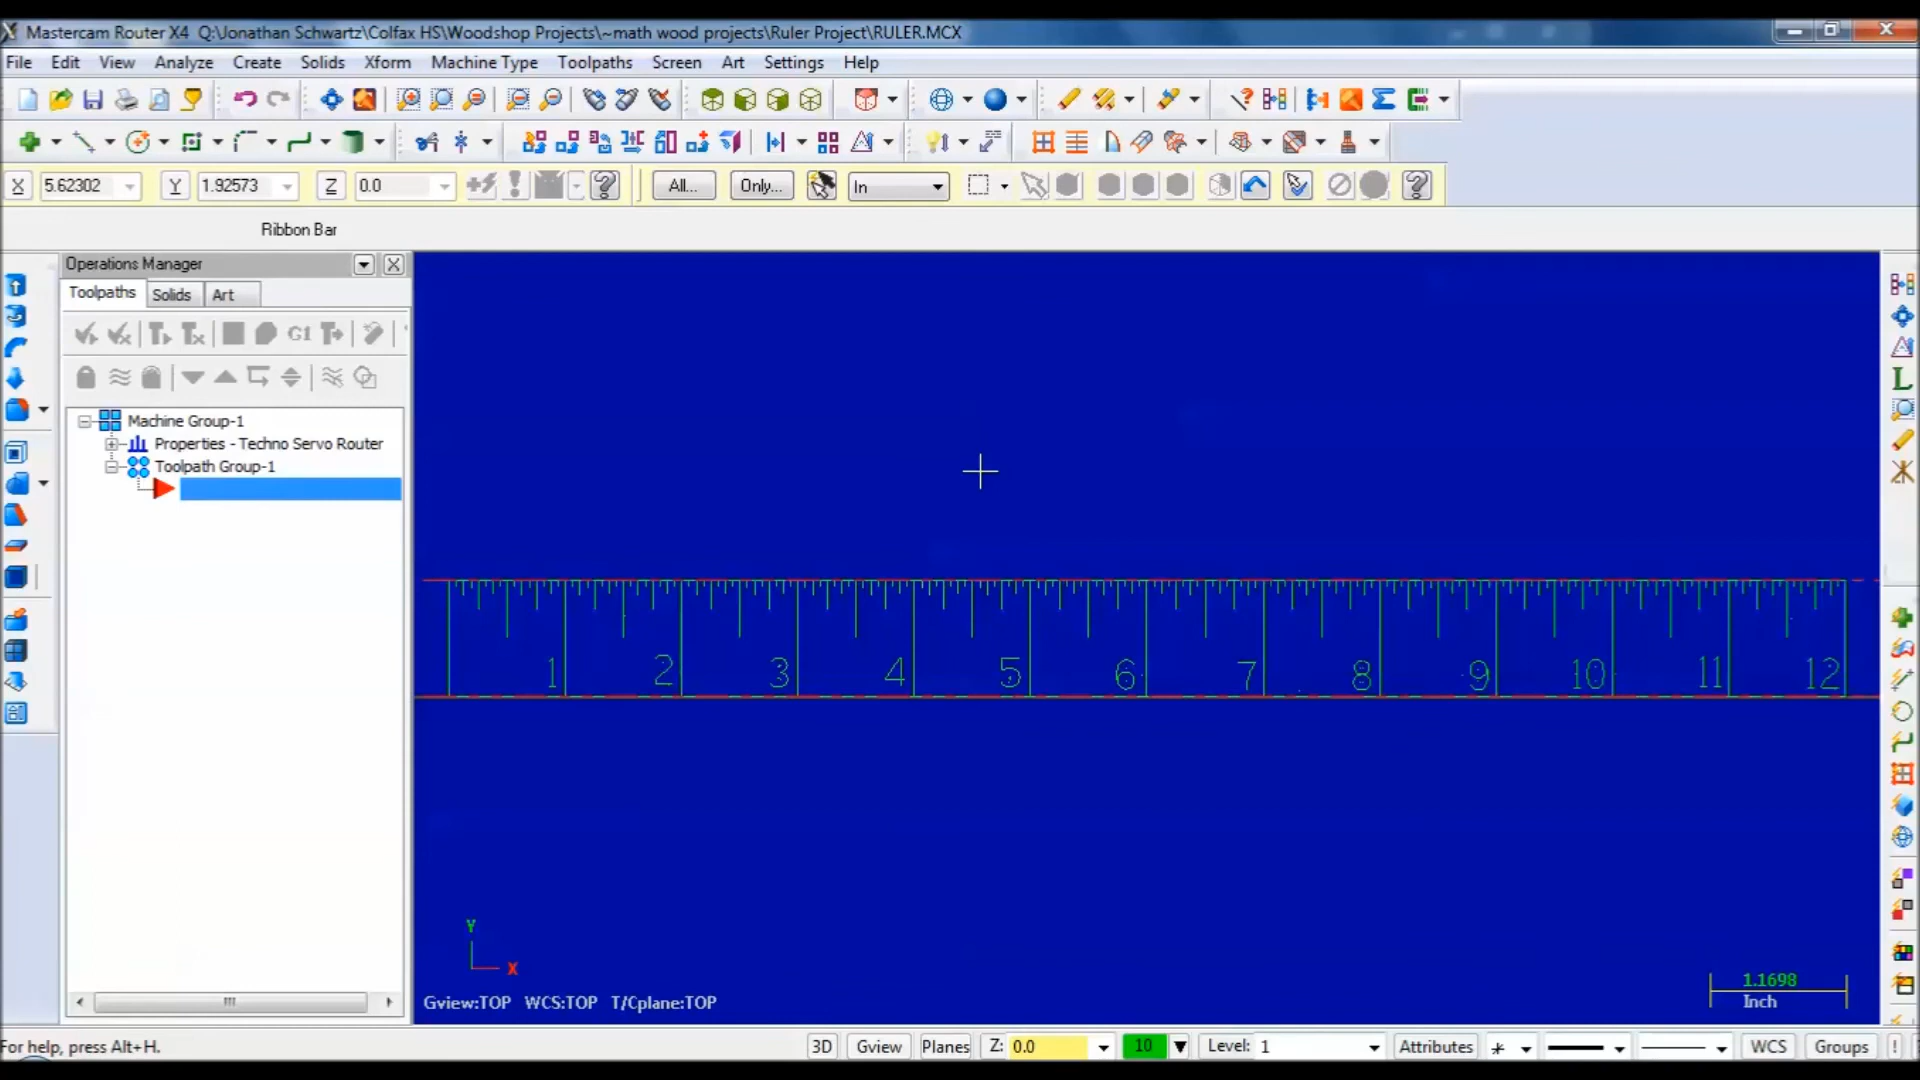 Mastercam Router X4 Q:\Jonathan Schwartz\Colfax HS\Woodshop Projects\~math wood projects\Ruler Project\RULER.MCX
File Edit View Analyze Create Solids Xform Machine Type Toolpaths Screen Art Settings Help
X 5.62302 Y 1.92573 Z 0.0 All... Only... In
Ribbon Bar
Operations Manager
Toolpaths Solids Art
G1
Machine Group-1
Properties - Techno Servo Router
Toolpath Group-1
1 2 3 4 5 6 7 8 9 10 11 12
Y
X
Gview:TOP WCS:TOP T/Cplane:TOP
1.1698
Inch
For help, press Alt+H.
3D Gview Planes Z: 0.0 10 Level: 1 Attributes WCS Groups !